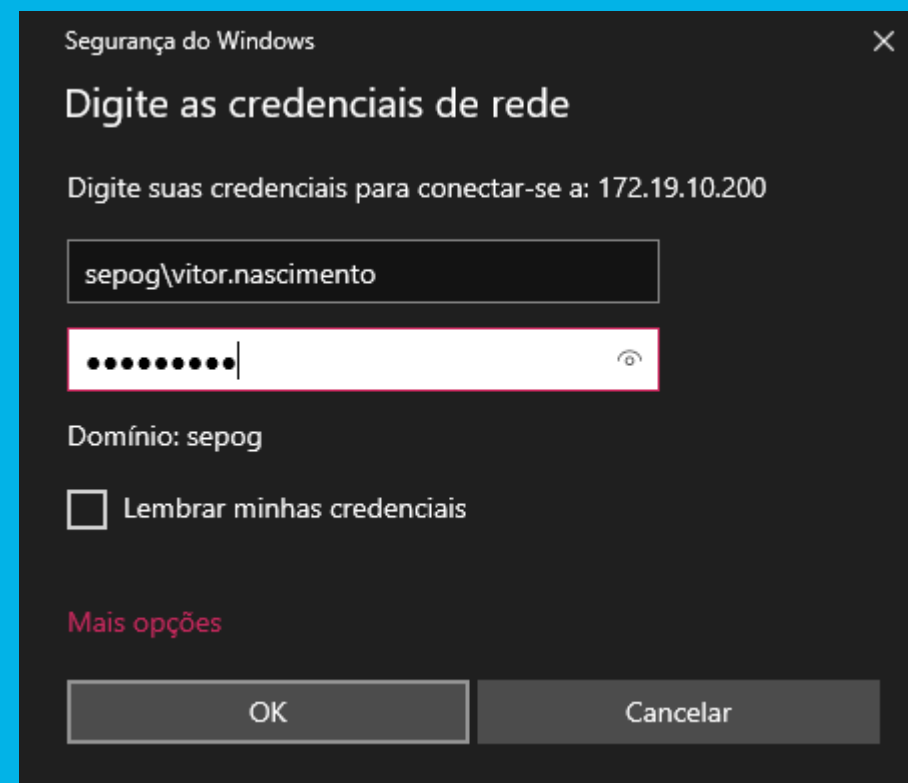 Segurança do Windows
Digite as credenciais de rede
Digite suas credenciais para conectar-se a: 172.19.10.200
sepog\vitor.nascimento
●●●●●●●●●
Domínio: sepog
Lembrar minhas credenciais
Mais opções
OK
Cancelar